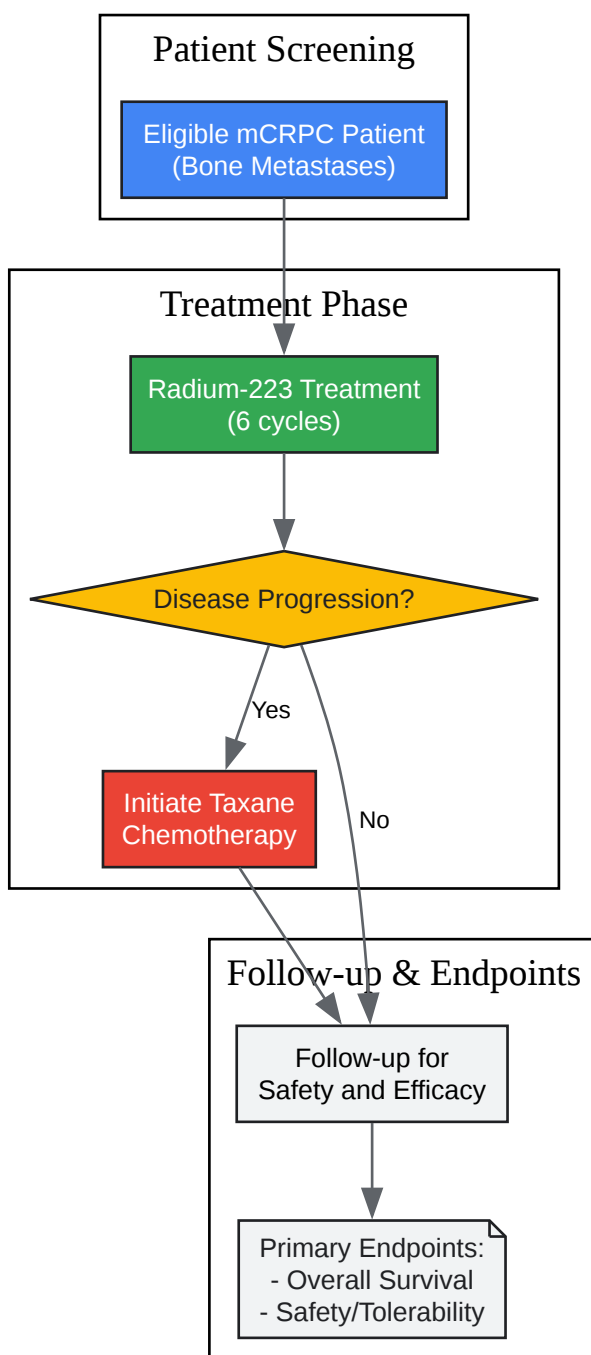 Patient Screening
Eligible mCRPC Patient
(Bone Metastases)
Treatment Phase
Radium-223 Treatment
(6 cycles)
Disease Progression?
Yes
Initiate Taxane
Chemotherapy
No
Follow-up & Endpoints
Follow-up for
Safety and Efficacy
Primary Endpoints:
- Overall Survival
- Safety/Tolerability